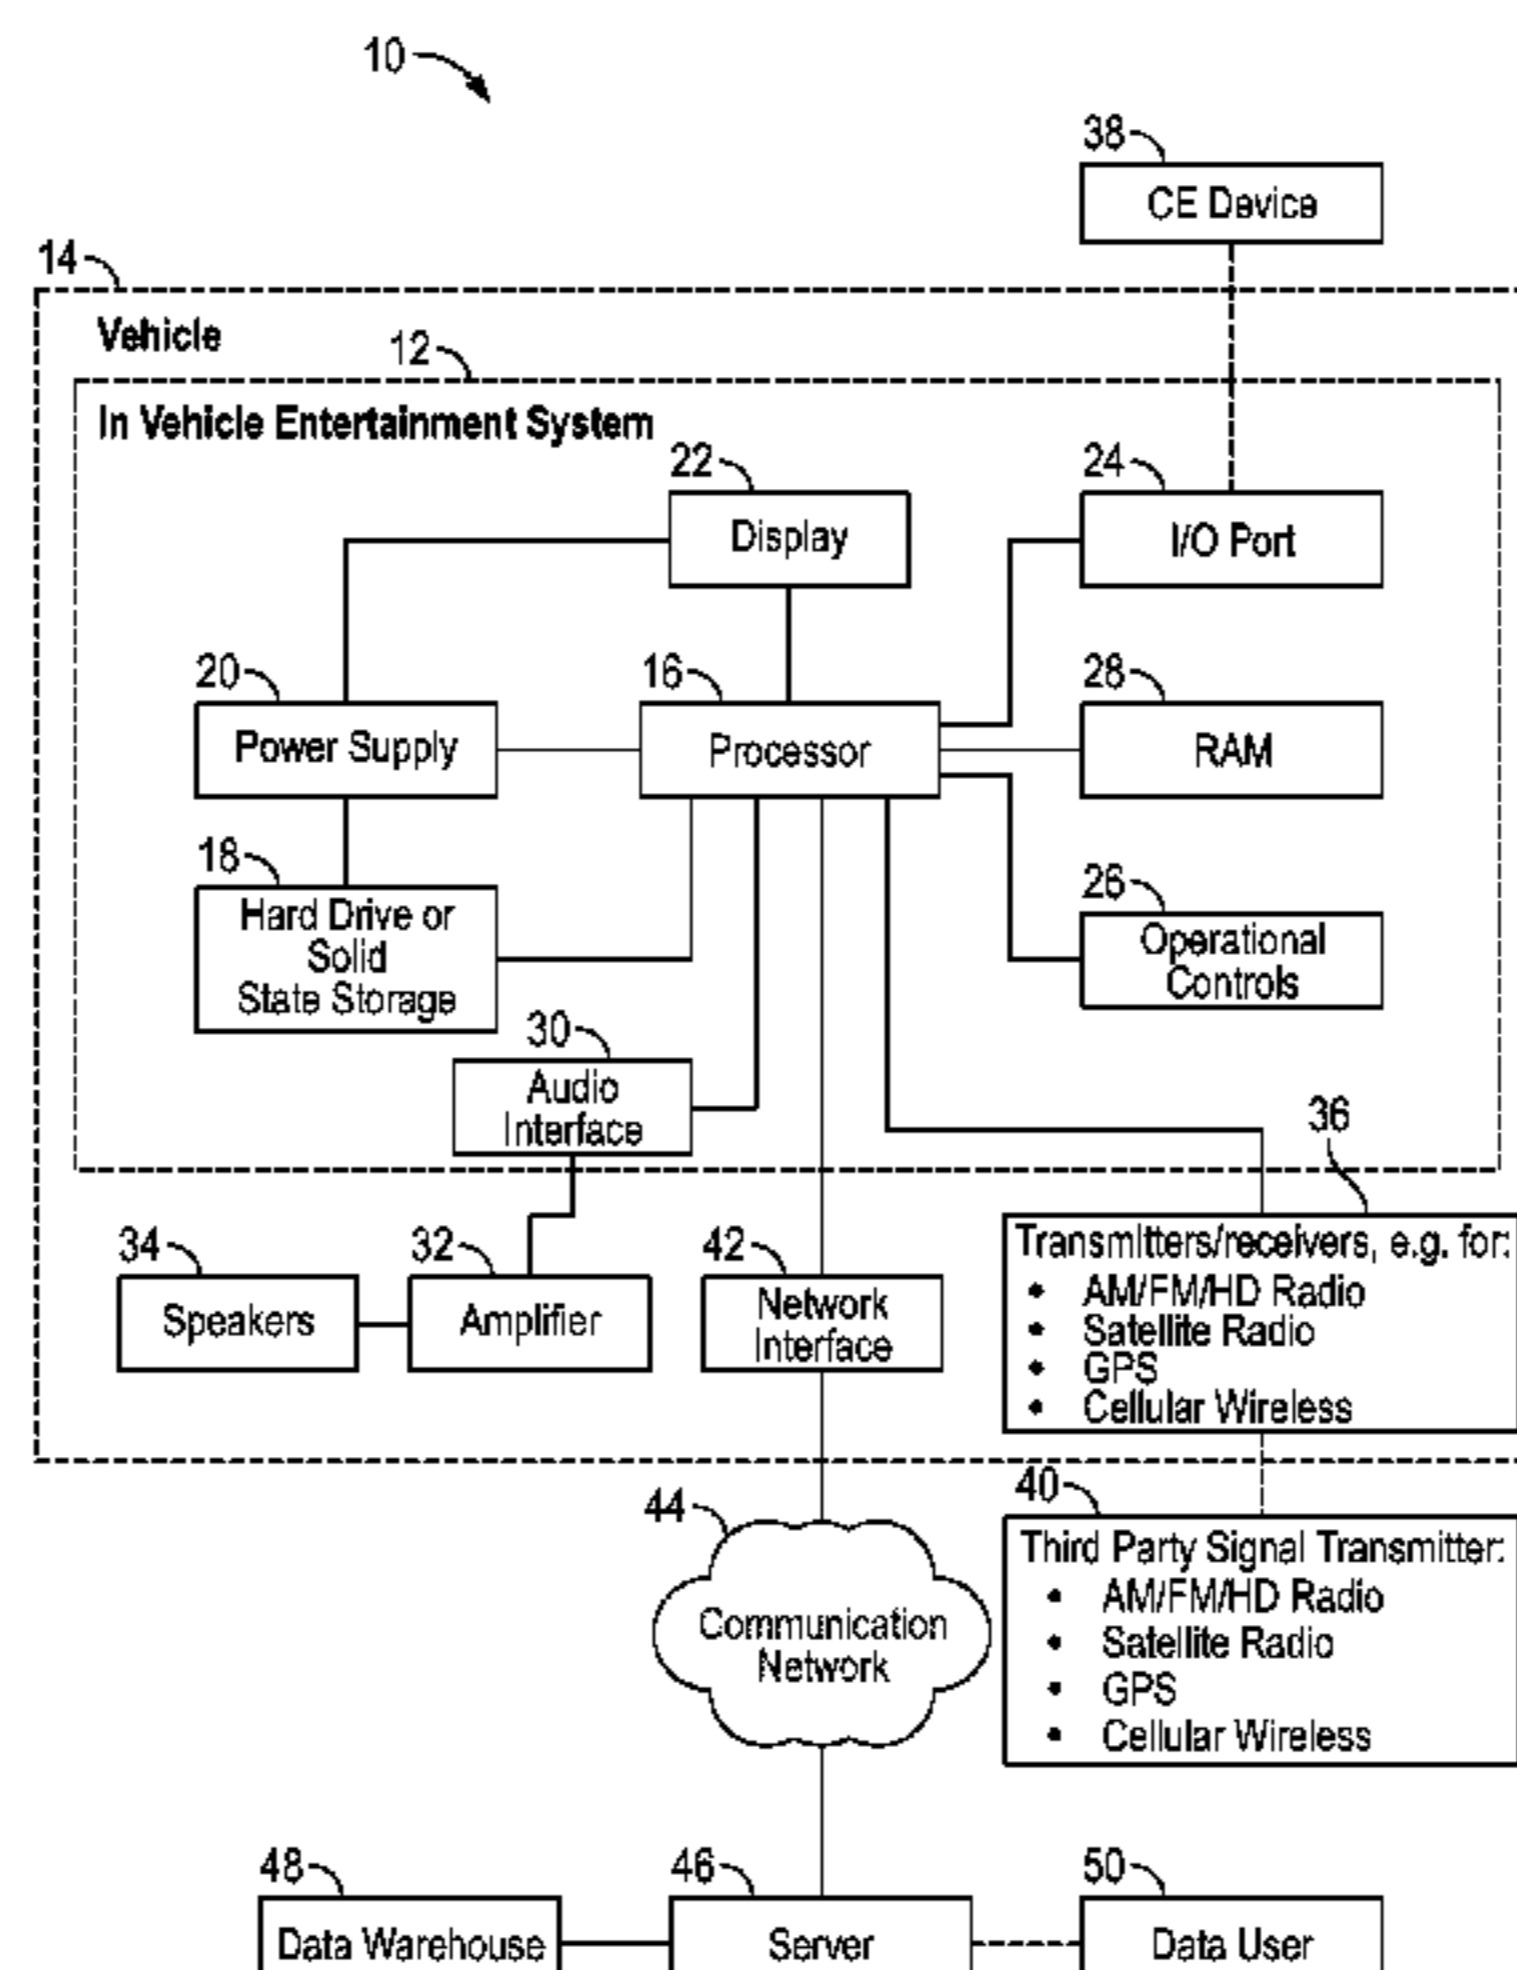 10
38
CE Device
14
Vehicle
12
In Vehicle Entertainment System
22
Display
24
I/O Port
20
Power Supply
16
Processor
28
RAM
18
Hard Drive or
Solid
State Storage
26
Operational
Controls
30
Audio
Interface
36
Transmitters/receivers, e.g. for:
• AM/FM/HD Radio
• Satellite Radio
• GPS
• Cellular Wireless
34
Speakers
32
Amplifier
42
Network
Interface
40
Third Party Signal Transmitter:
• AM/FM/HD Radio
• Satellite Radio
• GPS
• Cellular Wireless
44
Communication
Network
48
Data Warehouse
46
Server
50
Data User